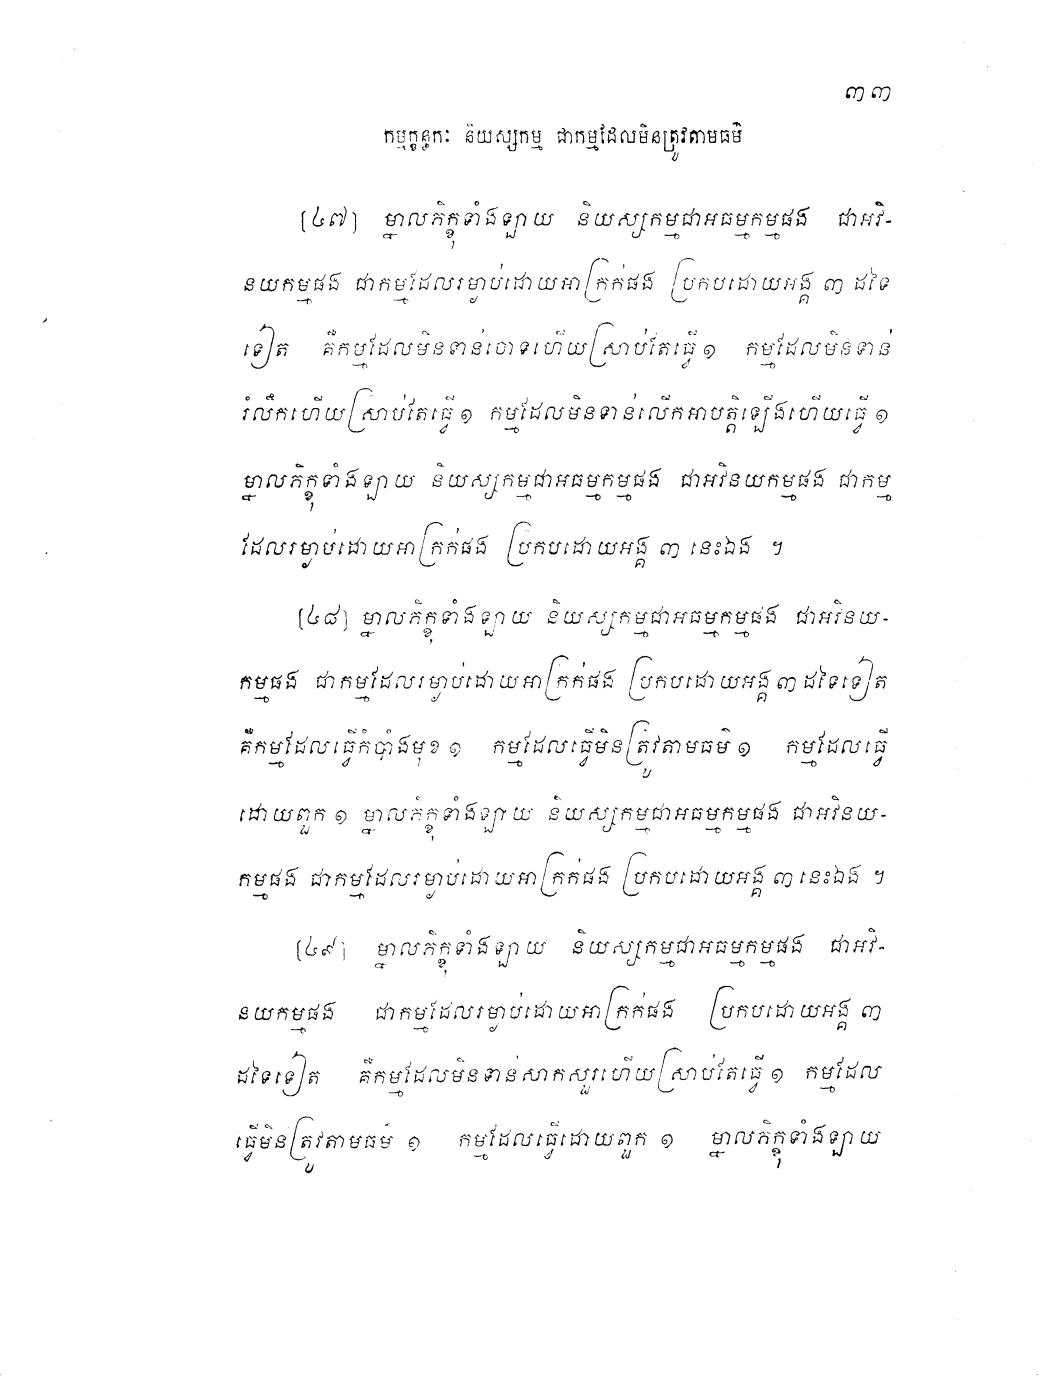 ៣៣
កម្មក្ខន្ធកៈ និយស្សកម្ម ជាកម្មដែលមិនត្រូវតាមធម៌
[៤៧] ម្នាលភិក្ខុទាំងឡាយ និយស្សកម្មជាអធម្មកម្មផង ជាអវិ-
នយកម្មផង ជាកម្មដែលរម្ងាប់ដោយអាក្រក់ផង ប្រកបដោយអង្គ ៣ ដទៃ
ទៀត គឺកម្មដែលមិនទាន់ចោទហើយស្រាប់តែធ្វើ ១ កម្មដែលមិនទាន់
រំលឹកហើយស្រាប់តែធ្វើ ១ កម្មដែលមិនទាន់លើកអាបត្តិឡើងហើយធ្វើ ១
ម្នាលភិក្ខុទាំងឡាយ និយស្សកម្មជាអធម្មកម្មផង ជាអវិនយកម្មផង ជាកម្ម
ដែលរម្ងាប់ដោយអាក្រក់ផង ប្រកបដោយអង្គ ៣ នេះឯង ។
[៤៨] ម្នាលភិក្ខុទាំងឡាយ និយស្សកម្មជាអធម្មកម្មផង ជាអវិនយ-
កម្មផង ជាកម្មដែលរម្ងាប់ដោយអាក្រក់ផង ប្រកបដោយអង្គ ៣ ដទៃទៀត
គឺកម្មដែលធ្វើកំបាំងមុខ ១ កម្មដែលធ្វើមិនត្រូវតាមធម៌ ១ កម្មដែលធ្វើ
ដោយពួក ១ ម្នាលភិក្ខុទាំងឡាយ និយស្សកម្មជាអធម្មកម្មផង ជាអវិនយ-
កម្មផង ជាកម្មដែលរម្ងាប់ដោយអាក្រក់ផង ប្រកបដោយអង្គ ៣ នេះឯង ។
[៤៩] ម្នាលភិក្ខុទាំងឡាយ និយស្សកម្មជាអធម្មកម្មផង ជាអវិ-
នយកម្មផង ជាកម្មដែលរម្ងាប់ដោយអាក្រក់ផង ប្រកបដោយអង្គ ៣
ដទៃទៀត គឺកម្មដែលមិនទាន់សាកសួរហើយស្រាប់តែធ្វើ ១ កម្មដែល
ធ្វើមិនត្រូវតាមធម៌ ១ កម្មដែលធ្វើដោយពួក ១ ម្នាលភិក្ខុទាំងឡាយ